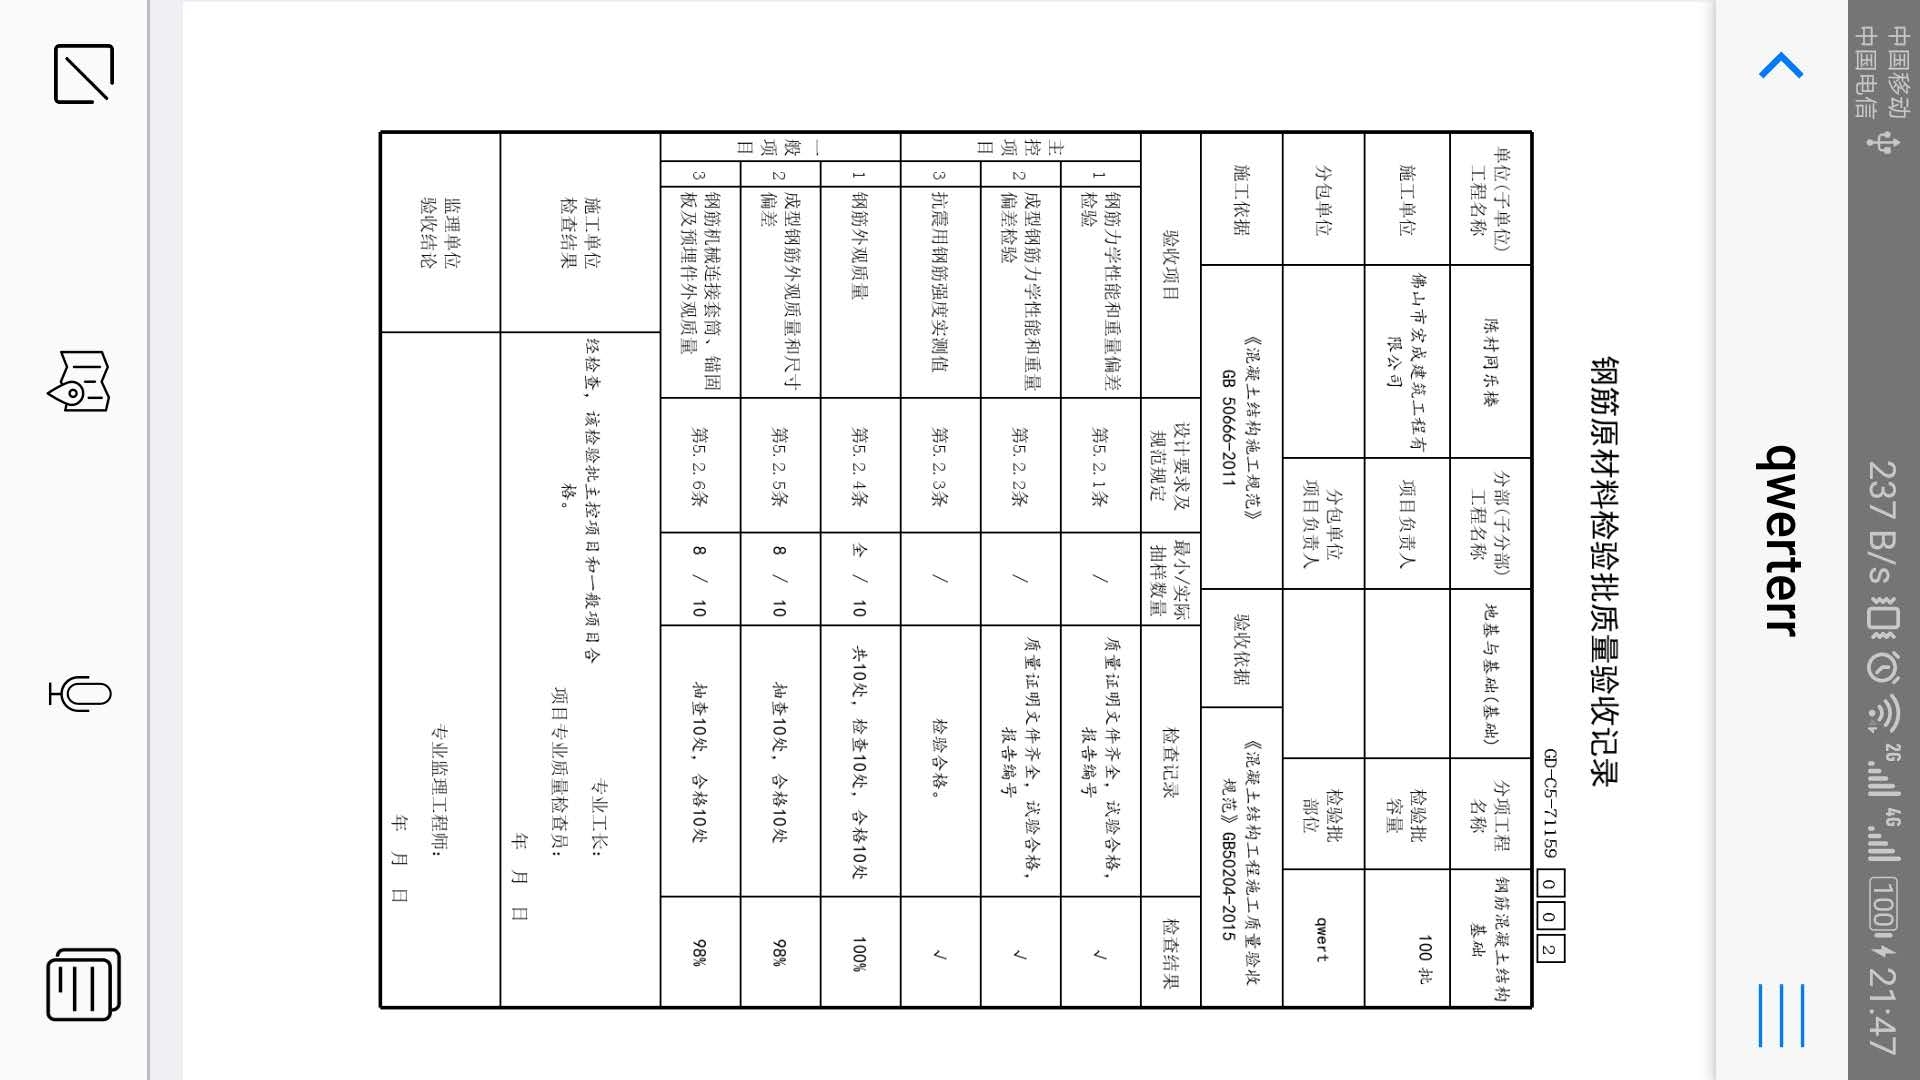 中国移动
中国电信
237 B/s 2G 4G 100 21:47
qwerterr
钢筋原材料检验批质量验收记录
GD-C5-71159 0 0 2
单位(子单位)
工程名称
陈村同乐楼
分部(子分部)
工程名称
地基与基础(基础)
分项工程
名称
钢筋混凝土结构
基础
施工单位
佛山市宏成建筑工程有
限公司
项目负责人
检验批
容量
100 批
分包单位
分包单位
项目负责人
检验批
部位
qwert
施工依据
《混凝土结构施工规范》
GB 50666-2011
验收依据
《混凝土结构工程施工质量验收
规范》GB50204-2015
验收项目
设计要求及
规范规定
最小/实际
抽样数量
检查记录
检查结果
主
控
项
目
1
钢筋力学性能和重量偏差
检验
第5.2.1条
/
质量证明文件齐全，试验合格，
报告编号
√
2
成型钢筋力学性能和重量
偏差检验
第5.2.2条
/
质量证明文件齐全，试验合格，
报告编号
√
3
抗震用钢筋强度实测值
第5.2.3条
/
检验合格。
√
一
般
项
目
1
钢筋外观质量
第5.2.4条
全 / 10
共10处，检查10处，合格10处
100%
2
成型钢筋外观质量和尺寸
偏差
第5.2.5条
8 / 10
抽查10处，合格10处
98%
3
钢筋机械连接套筒、锚固
板及预埋件外观质量
第5.2.6条
8 / 10
抽查10处，合格10处
98%
施工单位
检查结果
经检查，该检验批主控项目和一般项目合
格。
专业工长：
项目专业质量检查员：
年 月 日
监理单位
验收结论
专业监理工程师：
年 月 日